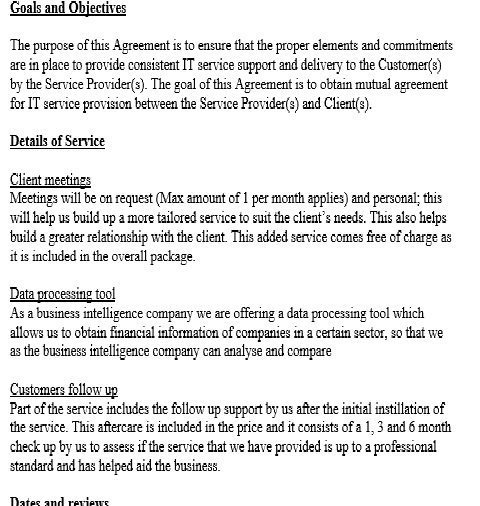 Goals and Objectives
The purpose of this Agreement is to ensure that the proper elements and commitments
are in place to provide consistent IT service support and delivery to the Customer(s)
by the Service Provider(s). The goal of this Agreement is to obtain mutual agreement
for IT service provision between the Service Provider(s) and Client(s).
Details of Service
Client meetings
Meetings will be on request (Max amount of 1 per month applies) and personal; this
will help us build up a more tailored service to suit the client's needs. This also helps
build a greater relationship with the client. This added service comes free of charge as
it is included in the overall package.
Data processing tool
As a business intelligence company we are offering a data processing tool which
allows us to obtain financial information of companies in a certain sector, so that we
as the business intelligence company can analyse and compare
Customers follow up
Part of the service includes the follow up support by us after the initial instillation of
the service. This aftercare is included in the price and it consists of a 1, 3 and 6 month
check up by us to assess if the service that we have provided is up to a professional
standard and has helped aid the business.
Dates and reviews